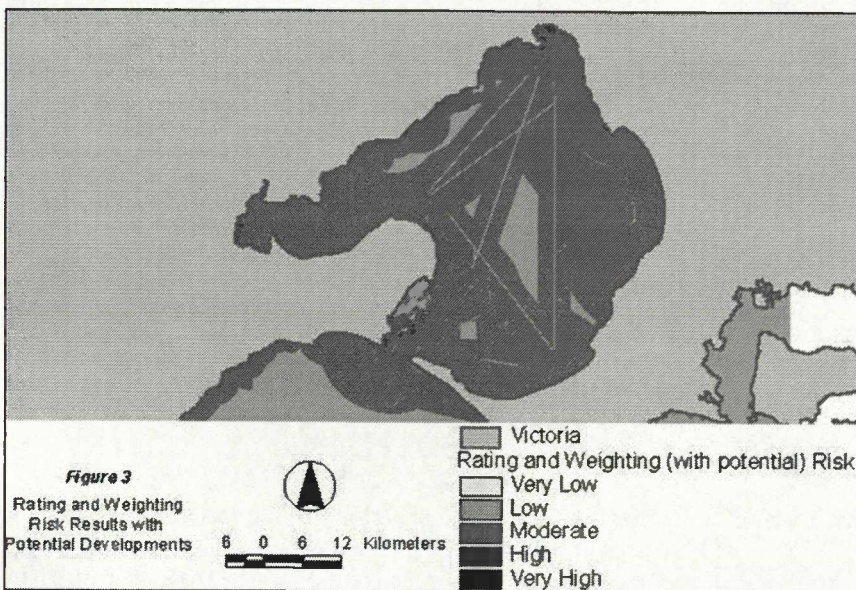 Figure 3
Rating and Weighting
Risk Results with
Potential Developments
6 0 6 12 Kilometers
Victoria
Rating and Weighting (with potential) Risk
Very Low
Low
Moderate
High
Very High